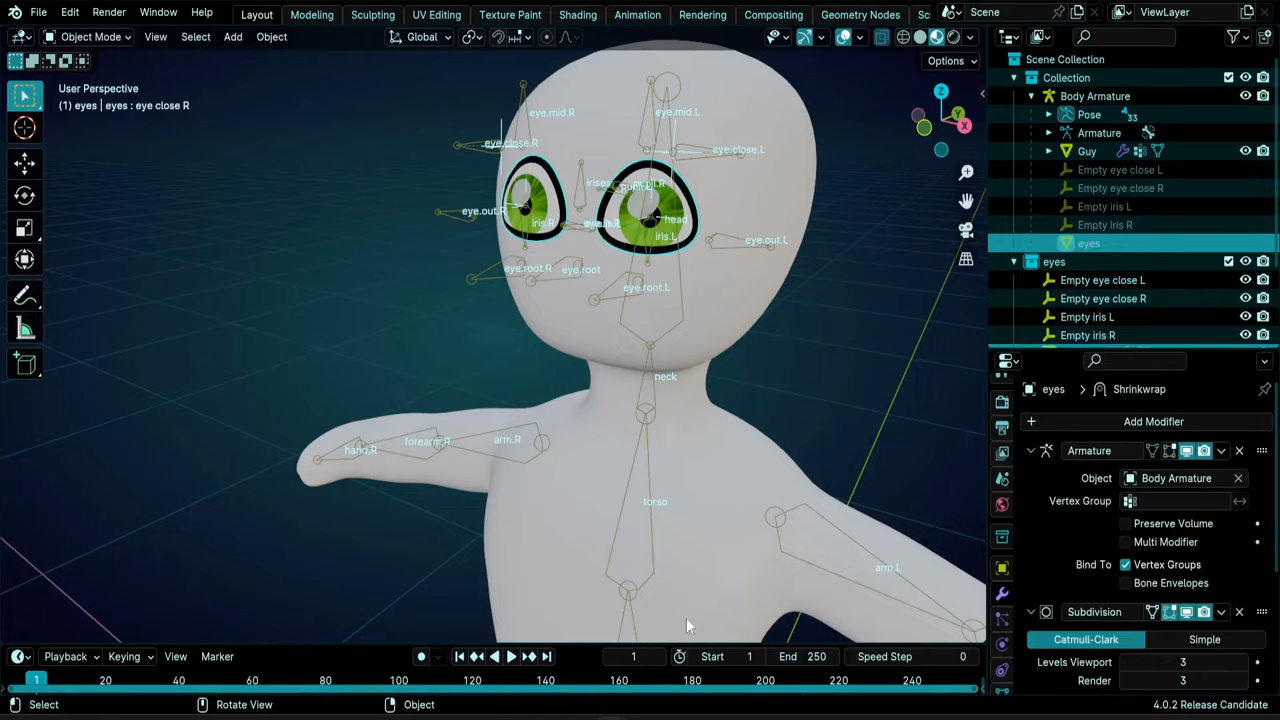 File Edit Render Window Help Layout Modeling Sculpting UV Editing Texture Paint Shading Animation Rendering Compositing Geometry Nodes Sc Scene ViewLayer
Object Mode View Select Add Object Global
Options
User Perspective
(1) eyes | eyes : eye close R
Z
Y
X
eye.mid.R
eye.mid.L
eye.close.R
eye.close.L
irises
pupil.R
eye.out.R
iris.R
head
iris.L
eye.out.L
eye.root.R
eye.root
eye.root.L
neck
hand.R
forearm.R
arm.R
torso
arm.L
Scene Collection
Collection
Body Armature
Pose 33
Armature
Guy
Empty eye close L
Empty eye close R
Empty iris L
Empty iris R
eyes
eyes
Empty eye close L
Empty eye close R
Empty iris L
Empty iris R
eyes Shrinkwrap
Add Modifier
Armature
Object Body Armature
Vertex Group
Preserve Volume
Multi Modifier
Bind To Vertex Groups
Bone Envelopes
Subdivision
Catmull-Clark Simple
Levels Viewport 3
Render 3
Playback Keying View Marker 1 Start 1 End 250 Speed Step 0
1 20 40 60 80 100 120 140 160 180 200 220 240
Select Rotate View Object 4.0.2 Release Candidate